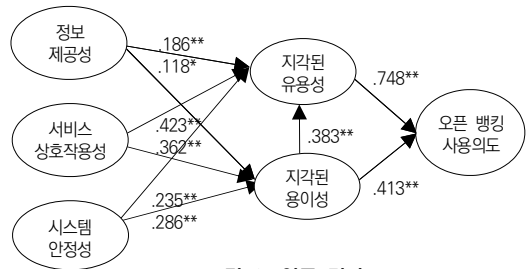 정보
제공성
.186**
.118*
지각된
유용성
.748**
서비스
상호작용성
.423**
.362**
.383**
오픈 뱅킹
사용의도
지각된
용이성
.413**
.235**
.286**
시스템
안정성